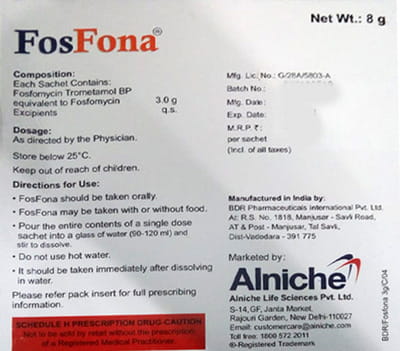 Net Wt.: 8 g
FosFona®
Composition:
Each Sachet Contains:
Fosfomycin Trometamol BP
equivalent to Fosfomycin 3.0 g
Excipients q.s.
Dosage:
As directed by the Physician.
Store below 25°C.
Keep out of reach of children.
Directions for Use:
• FosFona should be taken orally.
• FosFona may be taken with or without food.
• Pour the entire contents of a single dose
sachet into a glass of water (90-120 ml) and
stir to dissolve.
• Do not use hot water.
• It should be taken immediately after dissolving
in water.
Please refer pack insert for full prescribing
information.
SCHEDULE H PRESCRIPTION DRUG-CAUTION
Not to be sold by retail without the prescription
of a Registered Medical Practitioner.
Mfg. Lic. No.: G/28A/5803-A
Batch No.:
Mfg. Date:
Exp. Date:
M.R.P. ₹:
per sachet
(Incl. of all taxes)
Manufactured in India by:
BDR Pharmaceuticals International Pvt. Ltd.
At: R.S. No. 1818, Manjusar - Savli Road,
AT & Post - Manjusar, Tal Savli,
Dist-Vadodara - 391 775
Marketed by:
Alniche
Alniche Life Sciences Pvt. Ltd.
S-14,GF, Janta Market,
Rajouri Garden, New Delhi-110027
Email: customercare@alniche.com
Toll free: 1800 572 2011
®-Registered Trademark
BDR/Fosfona 3g/C/04